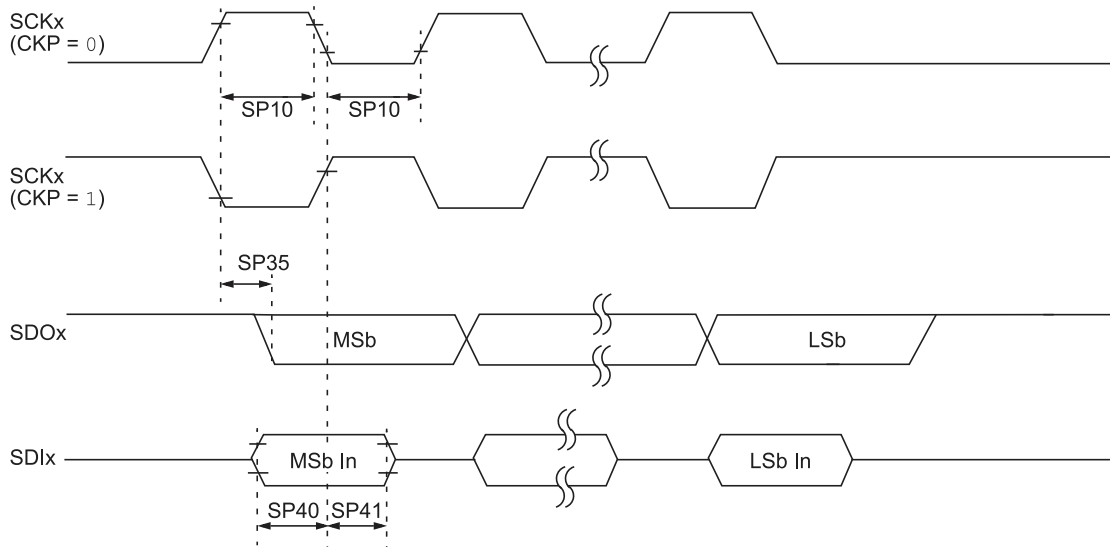 SCKx
(CKP = 0)
SP10
SP10
SCKx
(CKP = 1)
SP35
SDOx
MSb
LSb
SDIx
MSb In
LSb In
SP40
SP41